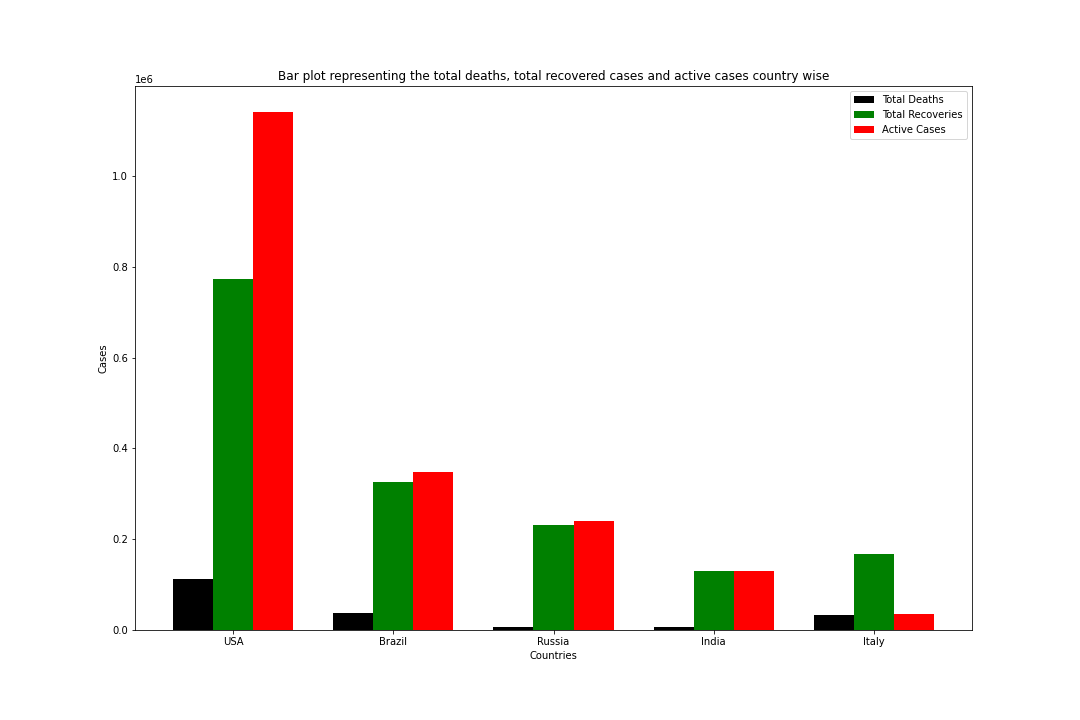 Bar plot representing the total deaths, total recovered cases and active cases country wise
1e6
Total Deaths
Total Recoveries
Active Cases
1.0
0.8
0.6
0.4
0.2
0.0
Cases
USA Brazil Russia India Italy
Countries